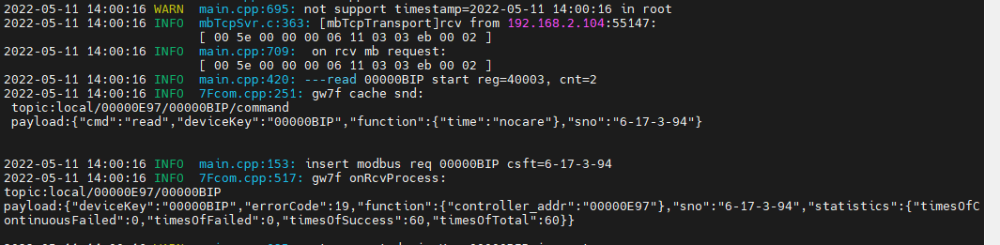 2022-05-11 14:00:16 WARN  main.cpp:695: not support timestamp=2022-05-11 14:00:16 in root
2022-05-11 14:00:16 INFO  mbTcpSvr.c:363: [mbTcpTransport]rcv from 192.168.2.104:55147:
[ 00 5e 00 00 00 06 11 03 03 eb 00 02 ]
2022-05-11 14:00:16 INFO  main.cpp:709:  on rcv mb request:
[ 00 5e 00 00 00 06 11 03 03 eb 00 02 ]
2022-05-11 14:00:16 INFO  main.cpp:420: ---read 00000BIP start reg=40003, cnt=2
2022-05-11 14:00:16 INFO  7Fcom.cpp:251: gw7f cache snd:
topic:local/00000E97/00000BIP/command
payload:{"cmd":"read","deviceKey":"00000BIP","function":{"time":"nocare"},"sno":"6-17-3-94"}
2022-05-11 14:00:16 INFO  main.cpp:153: insert modbus req 00000BIP csft=6-17-3-94
2022-05-11 14:00:16 INFO  7Fcom.cpp:517: gw7f onRcvProcess:
topic:local/00000E97/00000BIP
payload:{"deviceKey":"00000BIP","errorCode":19,"function":{"controller_addr":"00000E97"},"sno":"6-17-3-94","statistics":{"timesOfC
ontinuousFailed":0,"timesOfFailed":0,"timesOfSuccess":60,"timesOfTotal":60}}